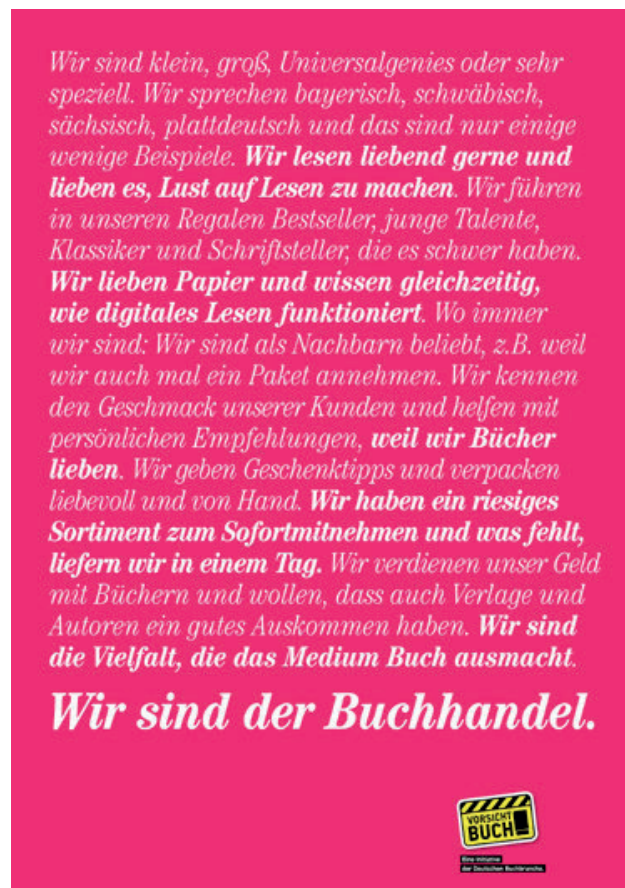 Wir sind klein, groß, Universalgenies oder sehr
speziell. Wir sprechen bayerisch, schwäbisch,
sächsisch, plattdeutsch und das sind nur einige
wenige Beispiele. Wir lesen liebend gerne und
lieben es, Lust auf Lesen zu machen. Wir führen
in unseren Regalen Bestseller, junge Talente,
Klassiker und Schriftsteller, die es schwer haben.
Wir lieben Papier und wissen gleichzeitig,
wie digitales Lesen funktioniert. Wo immer
wir sind: Wir sind als Nachbarn beliebt, z.B. weil
wir auch mal ein Paket annehmen. Wir kennen
den Geschmack unserer Kunden und helfen mit
persönlichen Empfehlungen, weil wir Bücher
lieben. Wir geben Geschenktipps und verpacken
liebevoll und von Hand. Wir haben ein riesiges
Sortiment zum Sofortmitnehmen und was fehlt,
liefern wir in einem Tag. Wir verdienen unser Geld
mit Büchern und wollen, dass auch Verlage und
Autoren ein gutes Auskommen haben. Wir sind
die Vielfalt, die das Medium Buch ausmacht.
Wir sind der Buchhandel.
VORSICHT
BUCH!
Eine Initiative
der Deutschen Buchbranche.